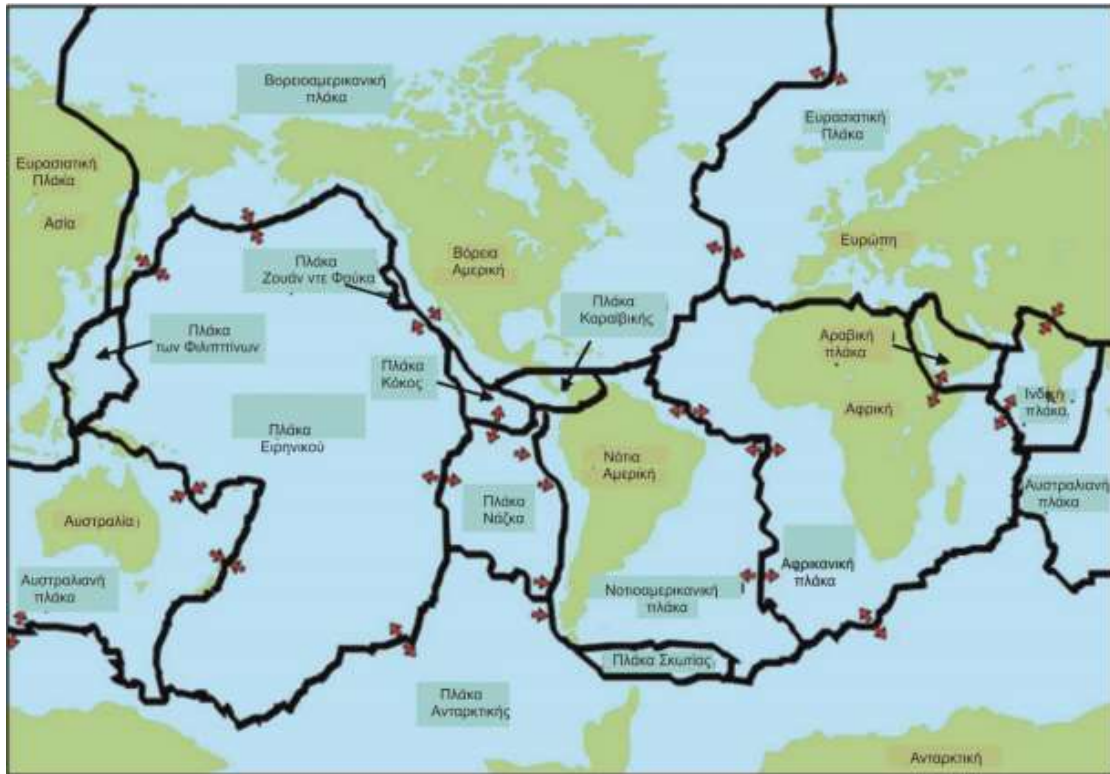 Βορειοαμερικανική
πλάκα
Ευρασιατική
Πλάκα
Ευρασιατική
Πλάκα
Ασία
Πλάκα
Ζουάν ντε Φούκα
Βόρεια
Αμερική
Ευρώπη
Πλάκα
Καραϊβικής
Πλάκα
των Φιλιππίνων
Αραβική
πλάκα
Πλάκα
Κόκος
Αφρική
Ινδική
πλάκα
Πλάκα
Ειρηνικού
Νότια
Αμερική
Αυστραλιανή
πλάκα
Πλάκα
Νάζκα
Αυστραλία
Αφρικανική
πλάκα
Αυστραλιανή
πλάκα
Νοτιοαμερικανική
πλάκα
Πλάκα Σκωτίας
Πλάκα
Ανταρκτικής
Ανταρκτική